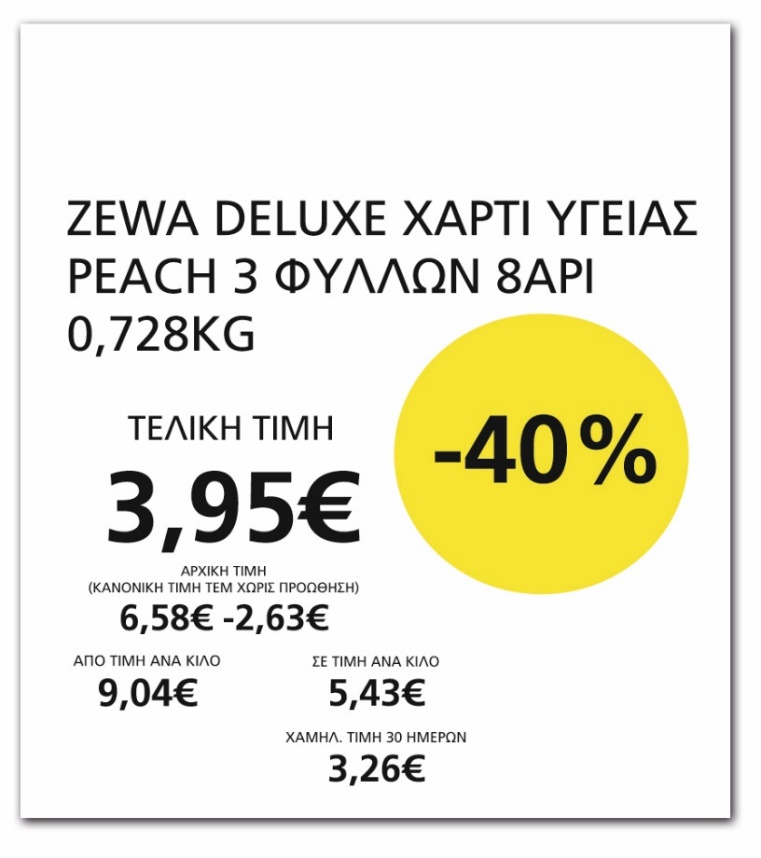 ZEWA DELUXE ΧΑΡΤΙ ΥΓΕΙΑΣ
PEACH 3 ΦΥΛΛΩΝ 8ΑΡΙ
0,728KG
-40%
ΤΕΛΙΚΗ ΤΙΜΗ
3,95€
ΑΡΧΙΚΗ ΤΙΜΗ
(ΚΑΝΟΝΙΚΗ ΤΙΜΗ ΤΕΜ ΧΩΡΙΣ ΠΡΟΩΘΗΣΗ)
6,58€ -2,63€
ΑΠΟ ΤΙΜΗ ΑΝΑ ΚΙΛΟ ΣΕ ΤΙΜΗ ΑΝΑ ΚΙΛΟ
9,04€ 5,43€
ΧΑΜΗΛ. ΤΙΜΗ 30 ΗΜΕΡΩΝ
3,26€